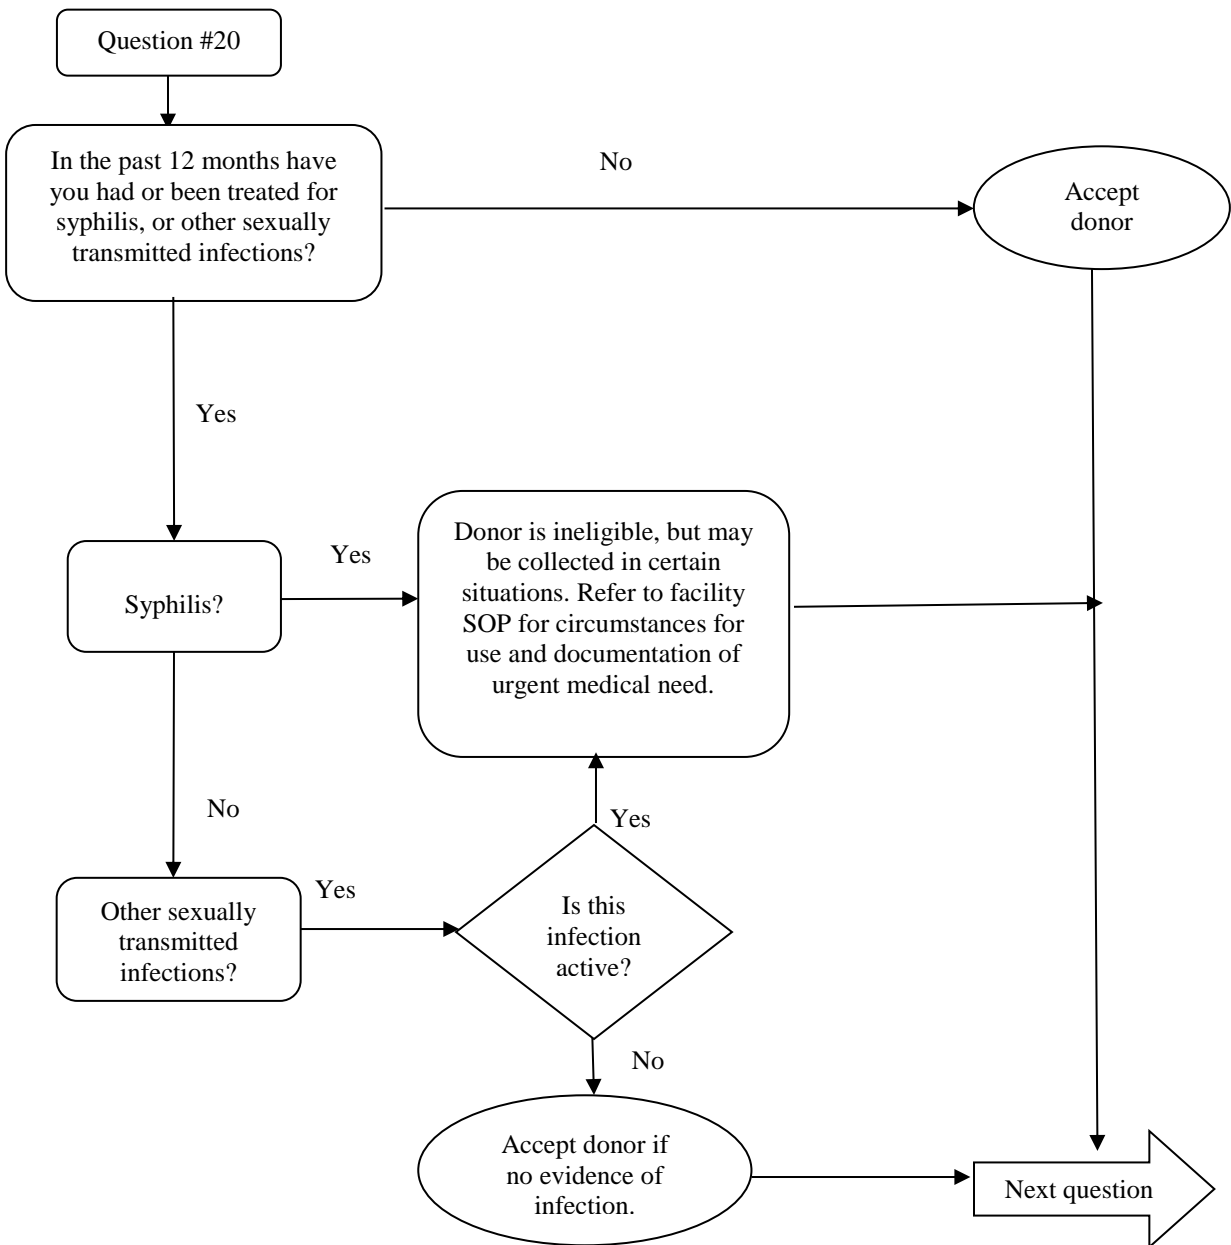 Question #20
In the past 12 months have
you had or been treated for
syphilis, or other sexually
transmitted infections?
No
Accept
donor
Yes
Syphilis?
Yes
Donor is ineligible, but may
be collected in certain
situations. Refer to facility
SOP for circumstances for
use and documentation of
urgent medical need.
No
Other sexually
transmitted
infections?
Yes
Is this
infection
active?
Yes
No
Accept donor if
no evidence of
infection.
Next question